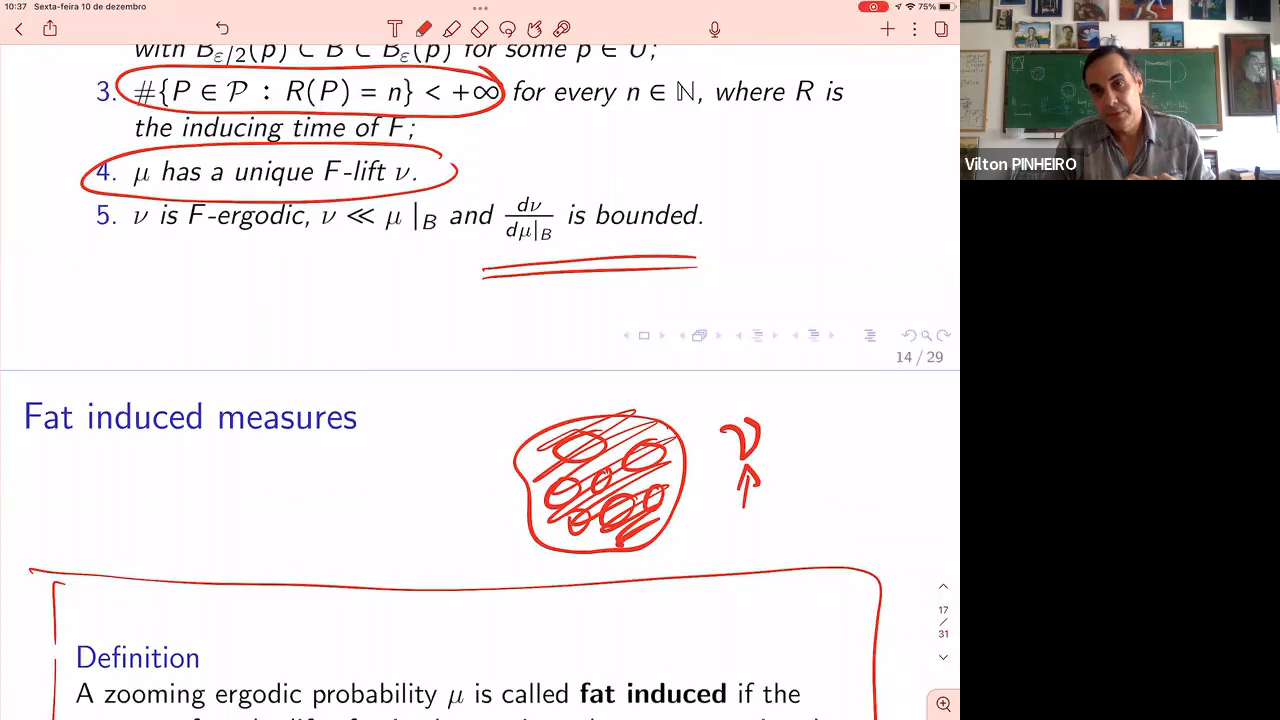 10:37 Sexta-feira 10 de dezembro
75%
with B_{ε/2}(p) ⊂ B ⊂ B_ε(p) for some p ∈ U;
3. #{P ∈ 𝒫 : R(P) = n} < +∞ for every n ∈ ℕ, where R is
the inducing time of F;
4. μ has a unique F-lift ν.
5. ν is F-ergodic, ν ≪ μ |_B and dν/dμ|_B is bounded.
14 / 29
Fat induced measures
ν
Definition
A zooming ergodic probability μ is called fat induced if the
17
/
31
Vilton PINHEIRO